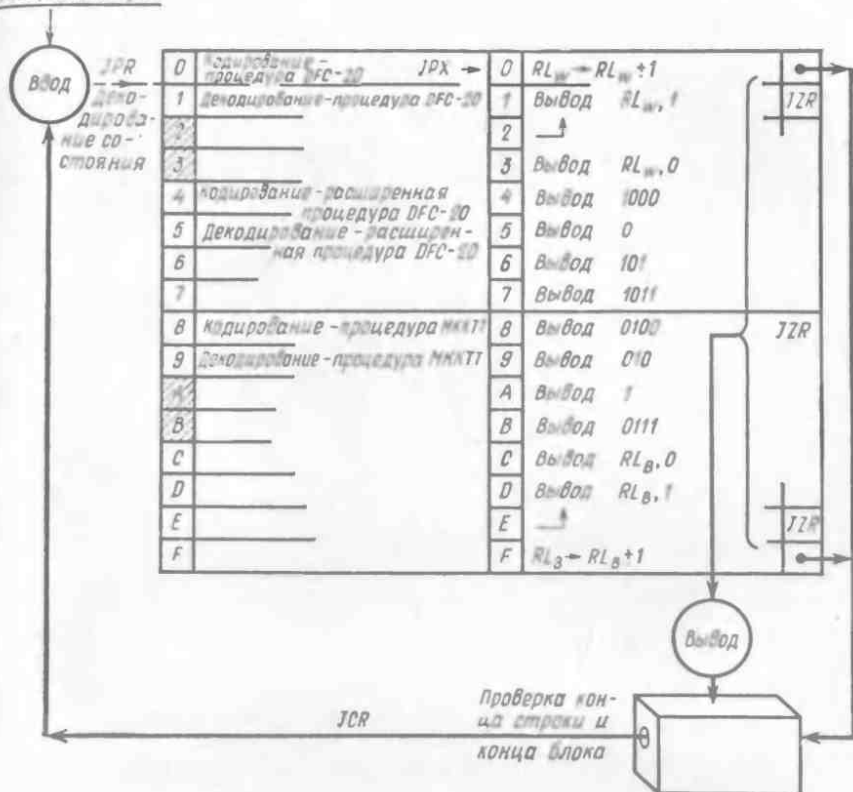 Ввод
JPR
Деко-
дирова-
ние со-
стояния
0 Кодирование - процедура DFC-20 JPX → 0 RLw → RLw+1
1 Декодирование-процедура DFC-20 1 Вывод RLw, 1 JZR
2 2
3 3 Вывод RLw, 0
4 Кодирование-расширенная процедура DFC-20 4 Вывод 1000
5 Декодирование-расширен- ная процедура DFC-20 5 Вывод 0
6 6 Вывод 101
7 7 Вывод 1011
8 Кодирование-процедура МККТТ 8 Вывод 0100 JZR
9 Декодирование-процедура МККТТ 9 Вывод 010
A A Вывод 1
B B Вывод 0111
C C Вывод RLB, 0
D D Вывод RLB, 1
E E JZR
F F RLB → RLB+1
Вывод
Проверка кон-
ца строки и
конца блока
JCR